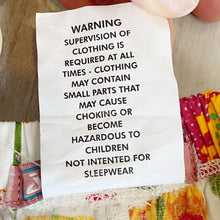 WARNING
SUPERVISION OF
CLOTHING IS
REQUIRED AT ALL
TIMES - CLOTHING
MAY CONTAIN
SMALL PARTS THAT
MAY CAUSE
CHOKING OR
BECOME
HAZARDOUS TO
CHILDREN
NOT INTENDED FOR
SLEEPWEAR